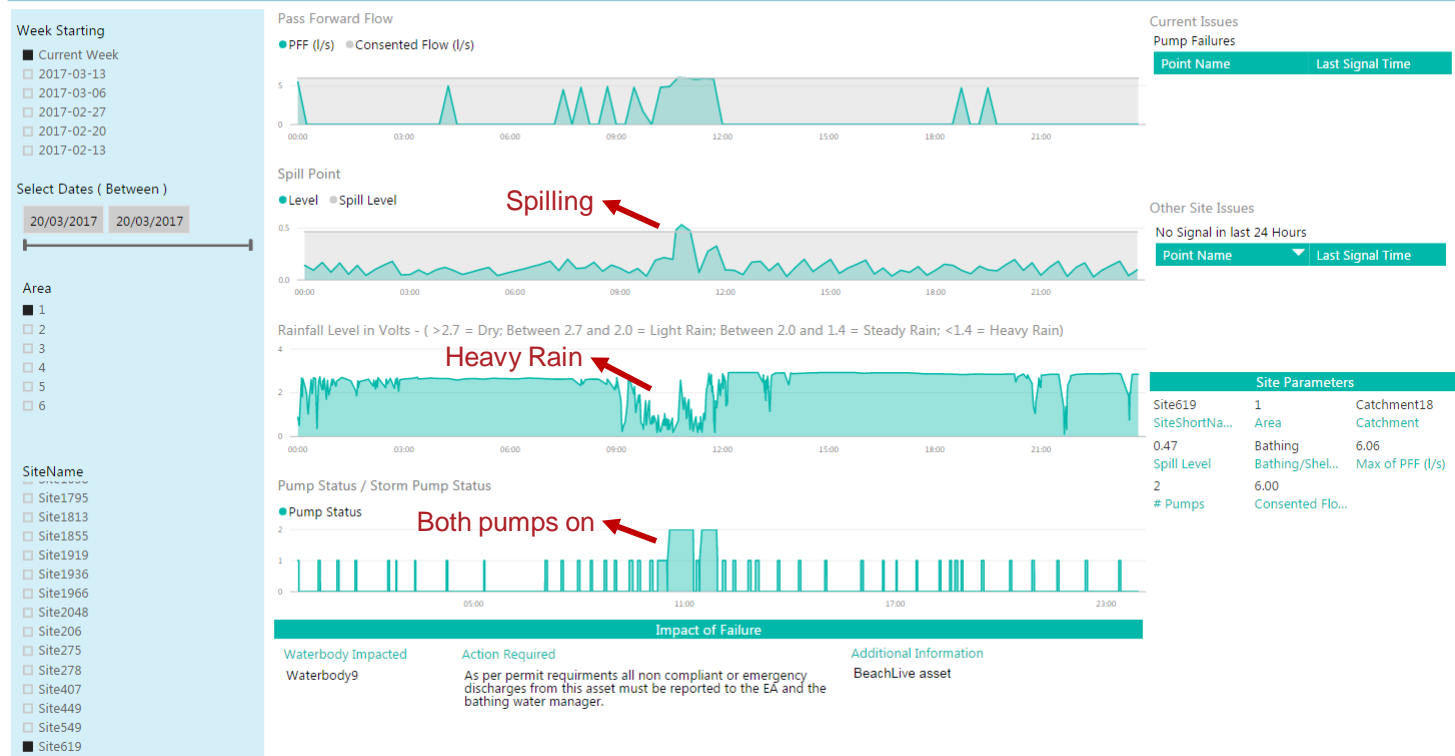 Week Starting
Current Week
2017-03-13
2017-03-06
2017-02-27
2017-02-20
2017-02-13
Select Dates ( Between )
20/03/2017 20/03/2017
Area
1
2
3
4
5
6
SiteName
Site1795
Site1813
Site1855
Site1919
Site1936
Site1966
Site2048
Site206
Site275
Site278
Site407
Site449
Site549
Site619
Pass Forward Flow
PFF (l/s) Consented Flow (l/s)
5
0
00:00 03:00 06:00 09:00 12:00 15:00 18:00 21:00
Spill Point
Level Spill Level
Spilling
0.5
0.0
00:00 03:00 06:00 09:00 12:00 15:00 18:00 21:00
Rainfall Level in Volts - ( >2.7 = Dry; Between 2.7 and 2.0 = Light Rain; Between 2.0 and 1.4 = Steady Rain; <1.4 = Heavy Rain)
Heavy Rain
4
2
0
00:00 03:00 06:00 09:00 12:00 15:00 18:00 21:00
Pump Status / Storm Pump Status
Pump Status
Both pumps on
2
1
0
05:00 11:00 17:00 23:00
Impact of Failure
Waterbody Impacted Action Required Additional Information
Waterbody9 As per permit requirments all non compliant or emergency BeachLive asset
discharges from this asset must be reported to the EA and the
bathing water manager.
Current Issues
Pump Failures
Point Name Last Signal Time
Other Site Issues
No Signal in last 24 Hours
Point Name Last Signal Time
Site Parameters
Site619 1 Catchment18
SiteShortNa... Area Catchment
0.47 Bathing 6.06
Spill Level Bathing/Shel... Max of PFF (l/s)
2 6.00
# Pumps Consented Flo...